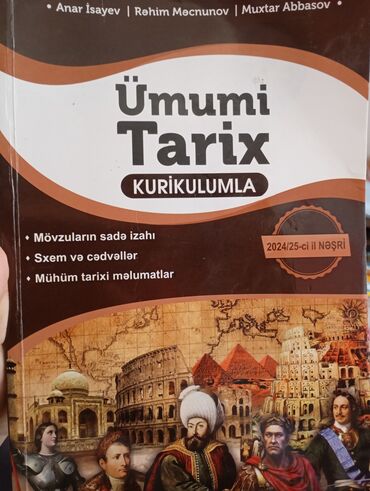 • Anar İsayev | Rəhim Məcnunov | Muxtar Abbasov •
Ümumi
Tarix
KURİKULUMLA
2024/25-ci il NƏŞRİ
• Mövzuların sadə izahı
• Sxem və cədvəllər
• Mühüm tarixi məlumatlar